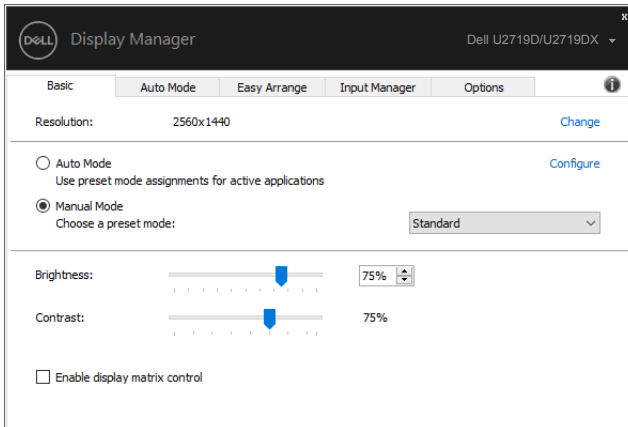 x
DELL Display Manager Dell U2719D/U2719DX
Basic Auto Mode Easy Arrange Input Manager Options i
Resolution: 2560x1440 Change
Auto Mode Configure
Use preset mode assignments for active applications
Manual Mode
Choose a preset mode: Standard
Brightness: 75%
Contrast: 75%
Enable display matrix control